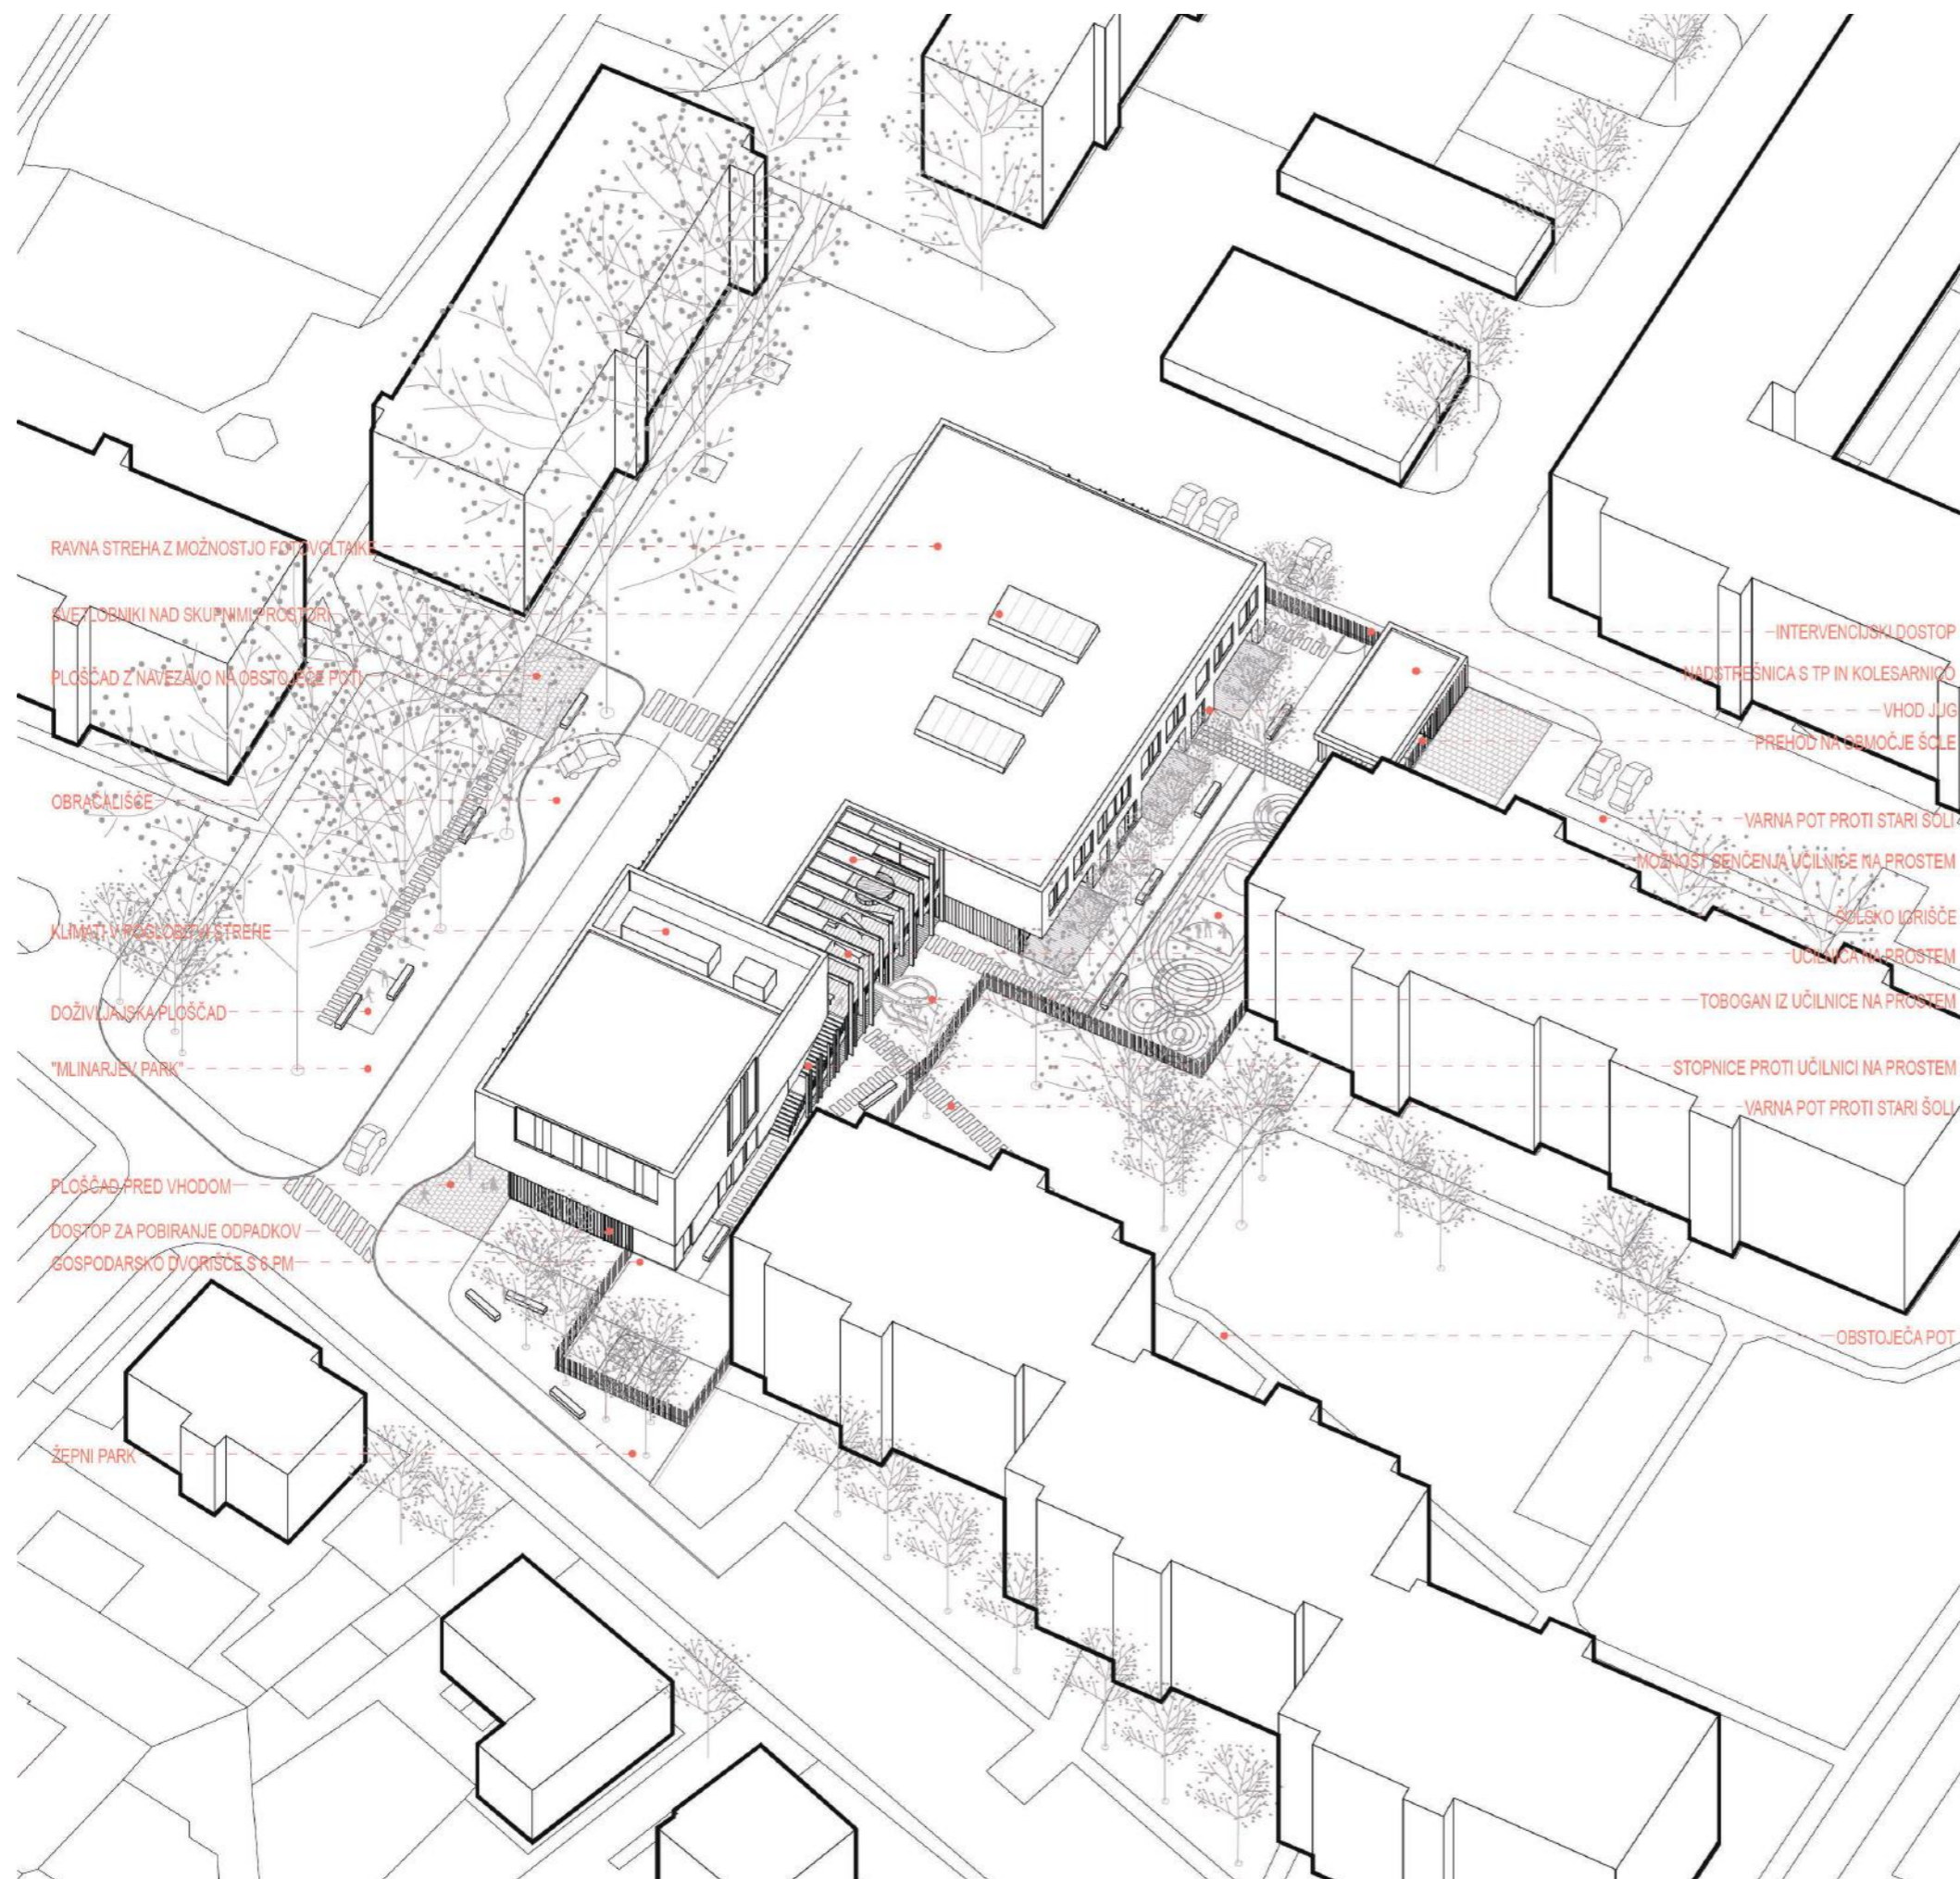 RAVNA STREHA Z MOŽNOSTJO FOTOVOLTAIKE
SVETLOBNIKI NAD SKUPNIMI PROSTORI
PLOŠČAD Z NAVEZAVO NA OBSTOJEČE POTI
OBRAČALIŠČE
KLIMATI V POGLOBITVI STREHE
DOŽIVLJAJSKA PLOŠČAD
"MLINARJEV PARK"
PLOŠČAD PRED VHODOM
DOSTOP ZA POBIRANJE ODPADKOV
GOSPODARSKO DVORIŠČE S 6 PM
ŽEPNI PARK
INTERVENCIJSKI DOSTOP
NADSTREŠNICA S TP IN KOLESARNICO
VHOD JUG
PREHOD NA OBMOČJE ŠOLE
VARNA POT PROTI STARI ŠOLI
MOŽNOST SENČENJA UČILNICE NA PROSTEM
ŠOLSKO IGRIŠČE
UČILNICA NA PROSTEM
TOBOGAN IZ UČILNICE NA PROSTEM
STOPNICE PROTI UČILNICI NA PROSTEM
VARNA POT PROTI STARI ŠOLI
OBSTOJEČA POT